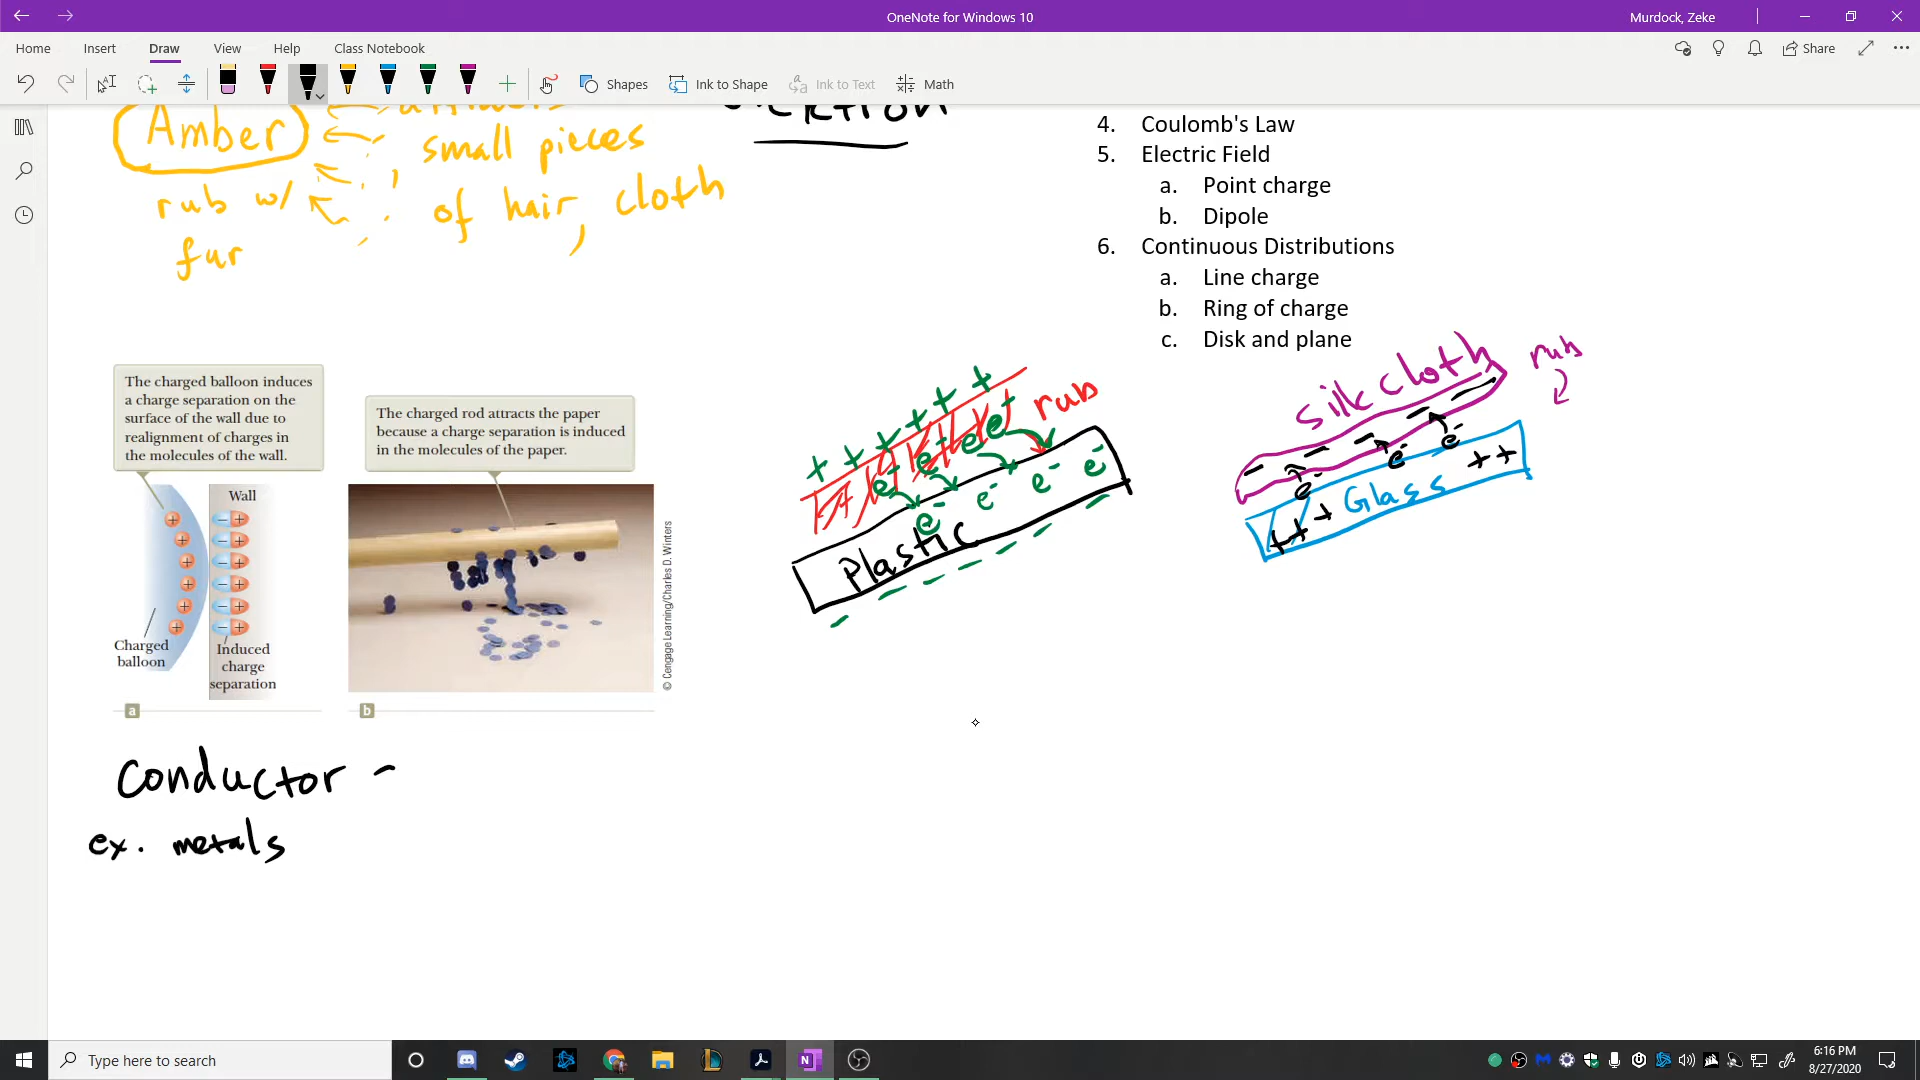 OneNote for Windows 10
Murdock, Zeke
Home Insert Draw View Help Class Notebook
Share
Shapes
Ink to Shape
Ink to Text
Math
Amber
small pieces
rub w/
of hair, cloth
fur
4. Coulomb's Law
5. Electric Field
a. Point charge
b. Dipole
6. Continuous Distributions
a. Line charge
b. Ring of charge
c. Disk and plane
The charged balloon induces
a charge separation on the
surface of the wall due to
realignment of charges in
the molecules of the wall.
The charged rod attracts the paper
because a charge separation is induced
in the molecules of the paper.
Wall
+ - +
+ - +
+ - +
+ - +
+ - +
+ - +
Charged
balloon
Induced
charge
separation
© Cengage Learning/Charles D. Winters
a
b
+ + + + + +
rub
e+ e+ e+ e+
e- e- e- e-
Plastic
- - - - - - - -
silk cloth
rub
- - - - - -
e- e- e-
+ + + Glass + +
Conductor -
ex. metals
Type here to search
6:16 PM
8/27/2020